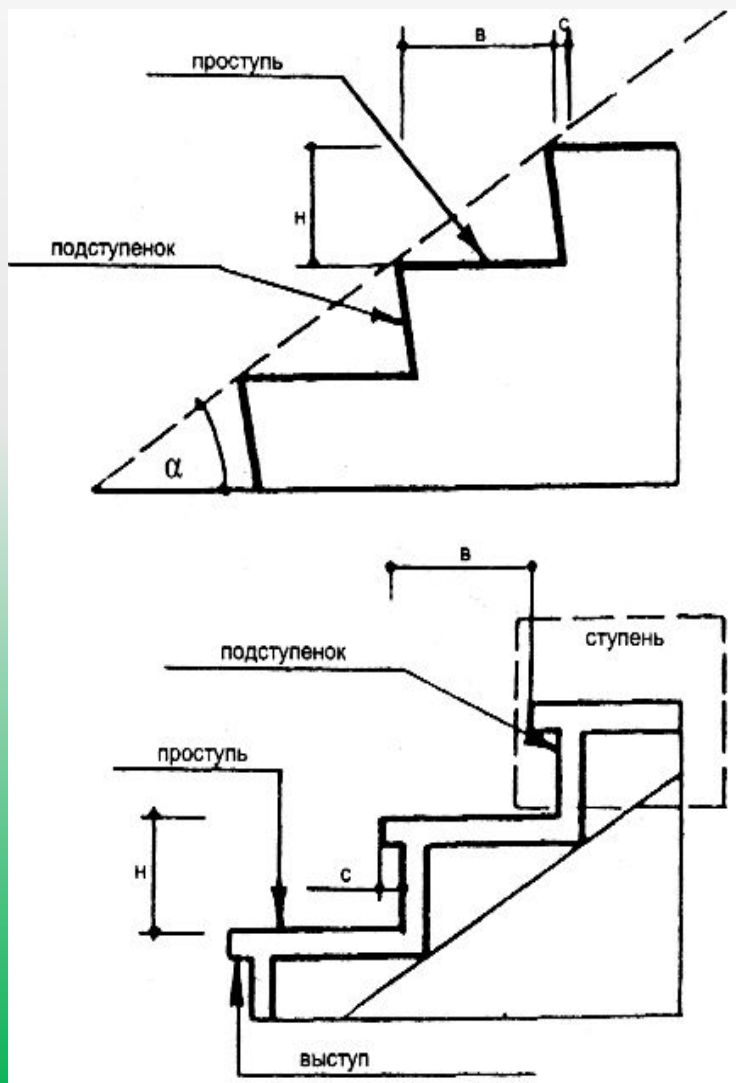 в
с
проступь
н
подступенок
α
в
ступень
подступенок
проступь
н
с
выступ